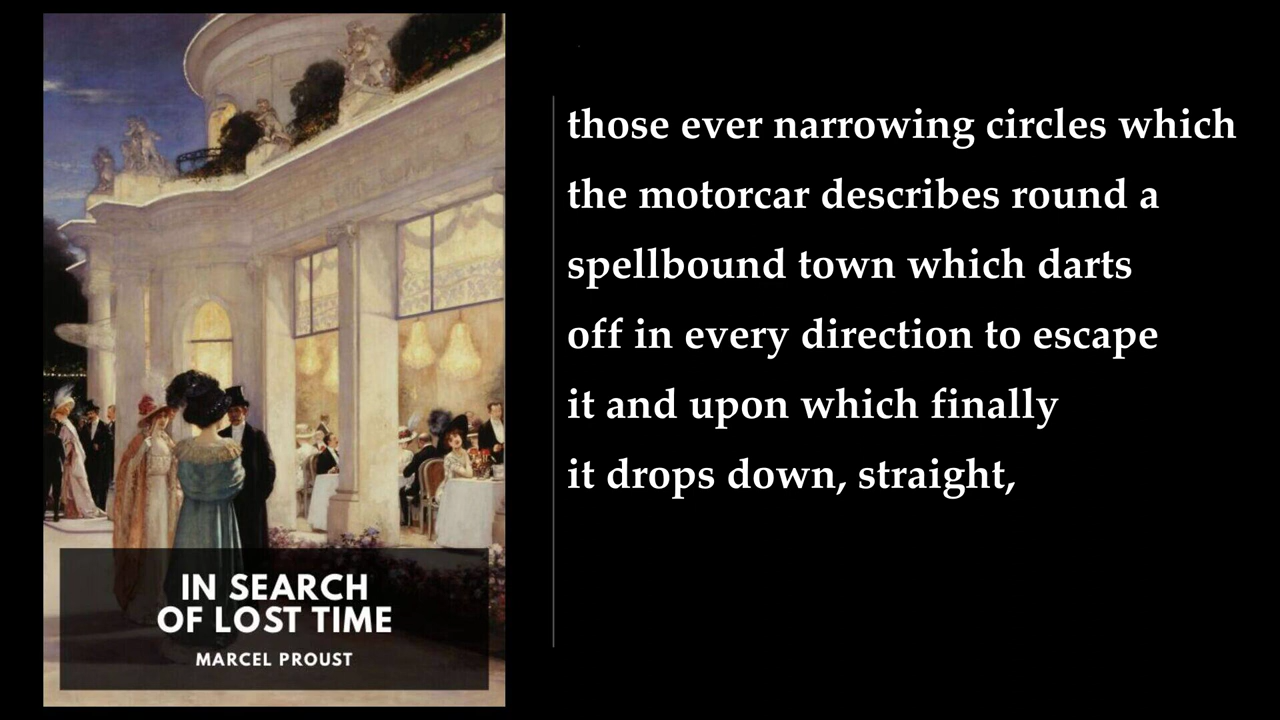 those ever narrowing circles which
the motorcar describes round a
spellbound town which darts
off in every direction to escape
it and upon which finally
it drops down, straight,
IN SEARCH
OF LOST TIME
MARCEL PROUST